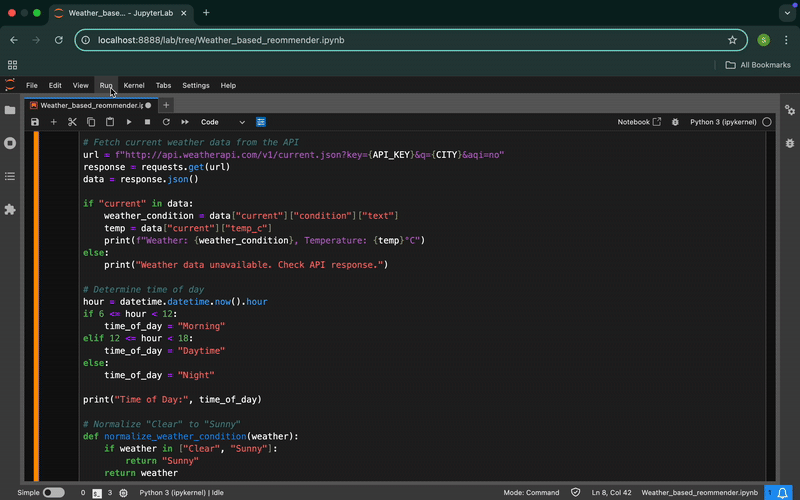 Weather_base... - JupyterLab
localhost:8888/lab/tree/Weather_based_reommender.ipynb
S
All Bookmarks
File Edit View Run Kernel Tabs Settings Help
Weather_based_reommender.ip
Code
Notebook
Python 3 (ipykernel)
# Fetch current weather data from the API
url = f"http://api.weatherapi.com/v1/current.json?key={API_KEY}&q={CITY}&aqi=no"
response = requests.get(url)
data = response.json()
if "current" in data:
    weather_condition = data["current"]["condition"]["text"]
    temp = data["current"]["temp_c"]
    print(f"Weather: {weather_condition}, Temperature: {temp}°C")
else:
    print("Weather data unavailable. Check API response.")
# Determine time of day
hour = datetime.datetime.now().hour
if 6 <= hour < 12:
    time_of_day = "Morning"
elif 12 <= hour < 18:
    time_of_day = "Daytime"
else:
    time_of_day = "Night"
print("Time of Day:", time_of_day)
# Normalize "Clear" to "Sunny"
def normalize_weather_condition(weather):
    if weather in ["Clear", "Sunny"]:
        return "Sunny"
    return weather
Simple 0 3 Python 3 (ipykernel) | Idle Mode: Command Ln 8, Col 42 Weather_based_reommender.ipynb 1